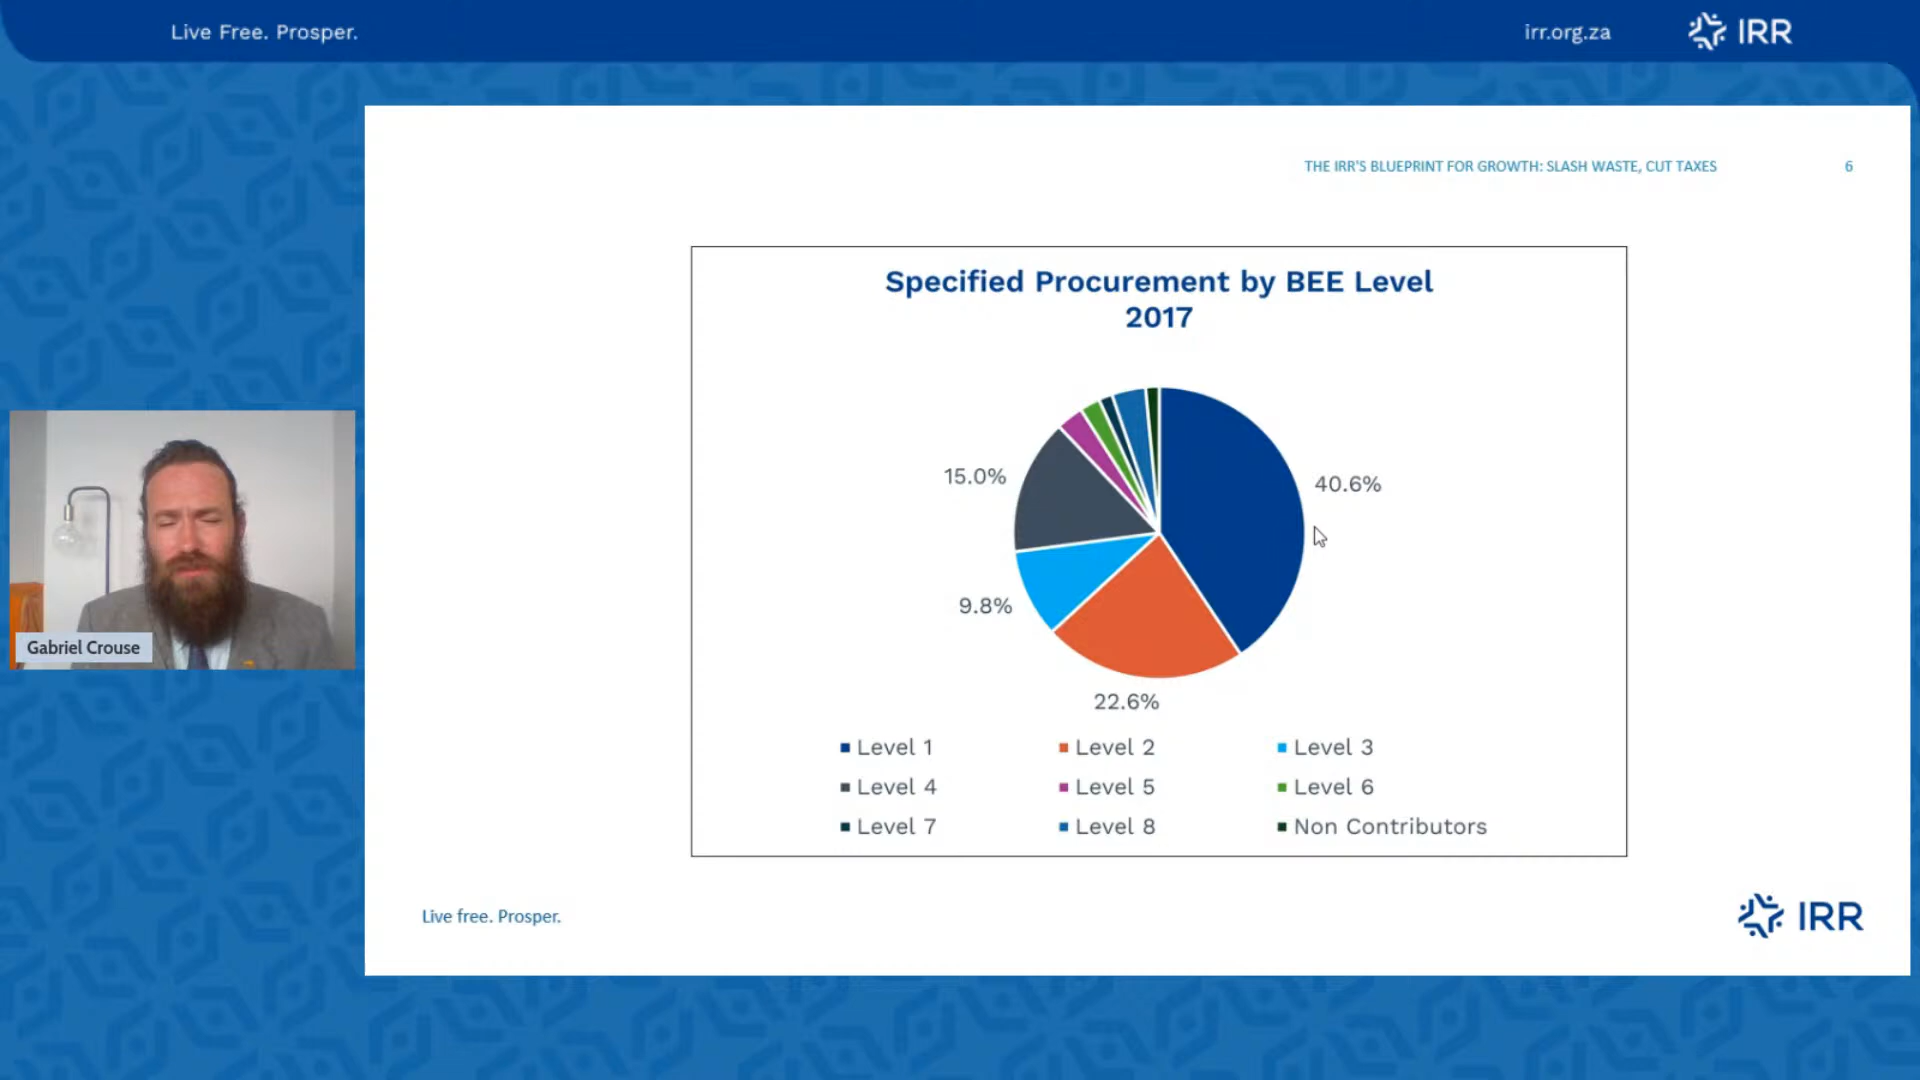 Live Free. Prosper.
irr.org.za
IRR
THE IRR'S BLUEPRINT FOR GROWTH: SLASH WASTE, CUT TAXES
6
Specified Procurement by BEE Level
2017
15.0%
40.6%
9.8%
22.6%
Level 1
Level 2
Level 3
Level 4
Level 5
Level 6
Level 7
Level 8
Non Contributors
Gabriel Crouse
Live free. Prosper.
IRR